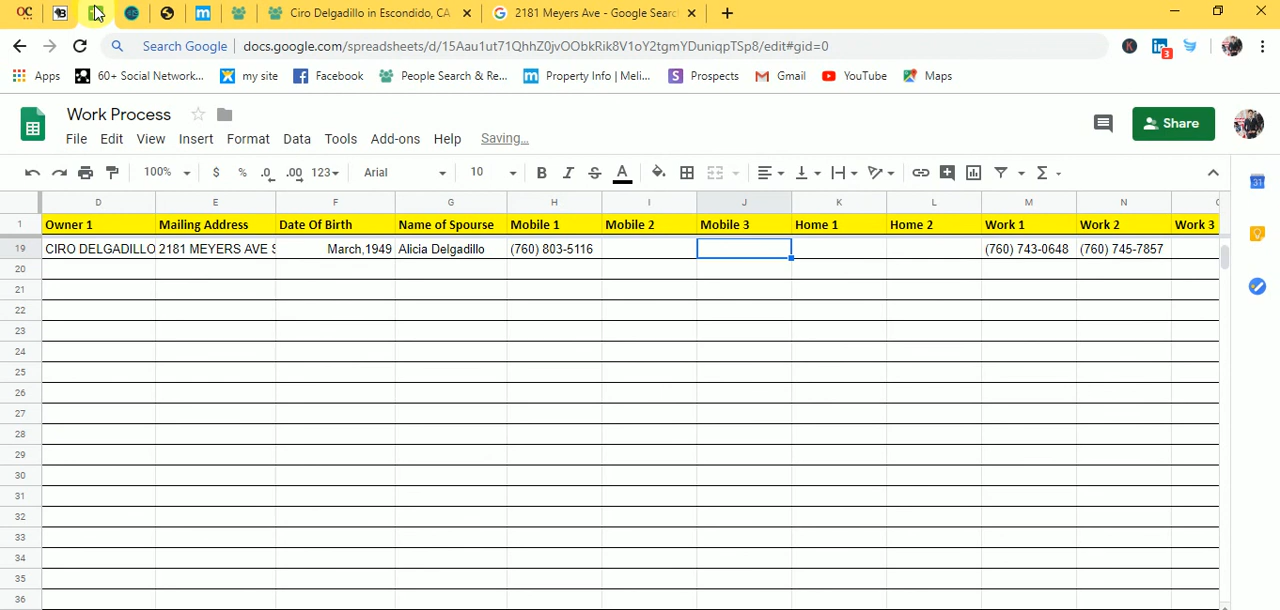 Ciro Delgadillo in Escondido, CA
2181 Meyers Ave - Google Searc
Search Google
docs.google.com/spreadsheets/d/15Aau1ut71QhhZ0jvOObkRik8V1oY2tgmYDuniqpTSp8/edit#gid=0
3
Apps
60+ Social Network...
my site
Facebook
People Search & Re...
Property Info | Meli...
Prospects
Gmail
YouTube
Maps
Work Process
File Edit View Insert Format Data Tools Add-ons Help Saving...
Share
100% $ % .0 .00 123 Arial 10 B I S A
D E F G H I J K L M N
1 Owner 1 Mailing Address Date Of Birth Name of Spourse Mobile 1 Mobile 2 Mobile 3 Home 1 Home 2 Work 1 Work 2 Work 3
19 CIRO DELGADILLO 2181 MEYERS AVE S March,1949 Alicia Delgadillo (760) 803-5116 (760) 743-0648 (760) 745-7857
20
21
22
23
24
25
26
27
28
29
30
31
32
33
34
35
36